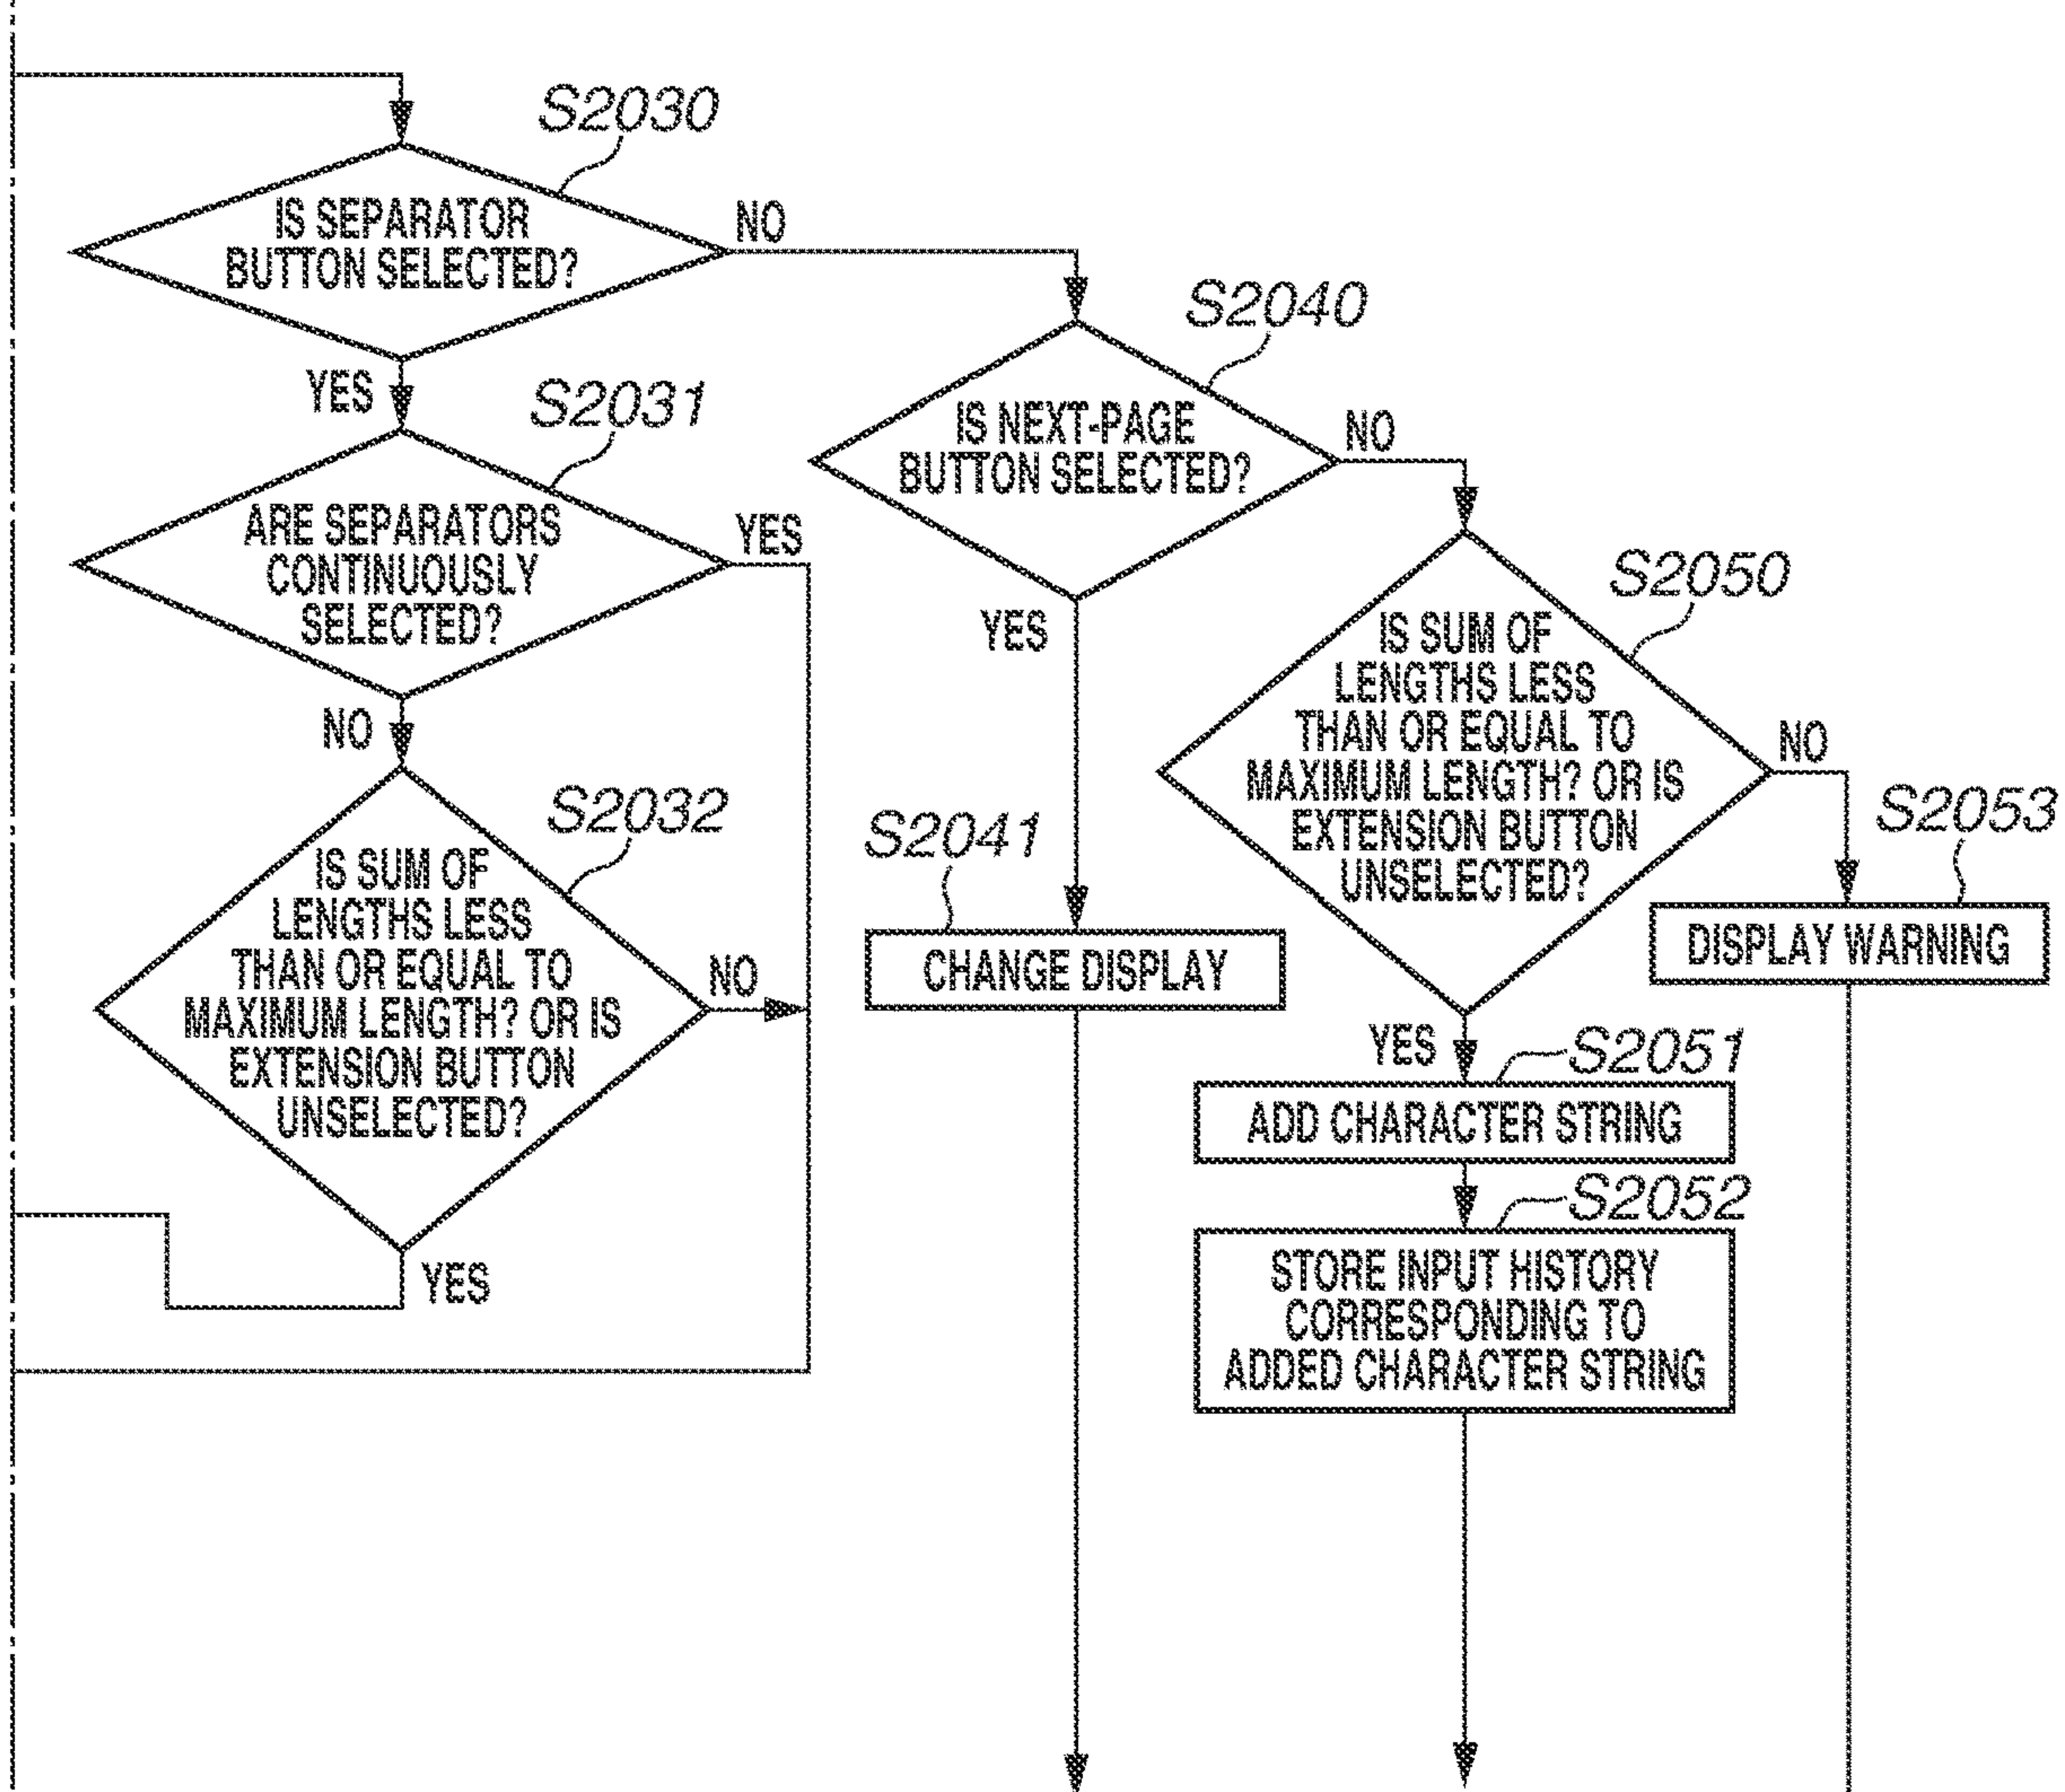 S2030
IS SEPARATOR
BUTTON SELECTED?
NO
YES
S2031
ARE SEPARATORS
CONTINUOUSLY
SELECTED?
YES
NO
S2032
IS SUM OF
LENGTHS LESS
THAN OR EQUAL TO
MAXIMUM LENGTH? OR IS
EXTENSION BUTTON
UNSELECTED?
NO
YES
S2040
IS NEXT-PAGE
BUTTON SELECTED?
NO
YES
S2041
CHANGE DISPLAY
S2050
IS SUM OF
LENGTHS LESS
THAN OR EQUAL TO
MAXIMUM LENGTH? OR IS
EXTENSION BUTTON
UNSELECTED?
NO
YES
S2053
DISPLAY WARNING
S2051
ADD CHARACTER STRING
S2052
STORE INPUT HISTORY
CORRESPONDING TO
ADDED CHARACTER STRING